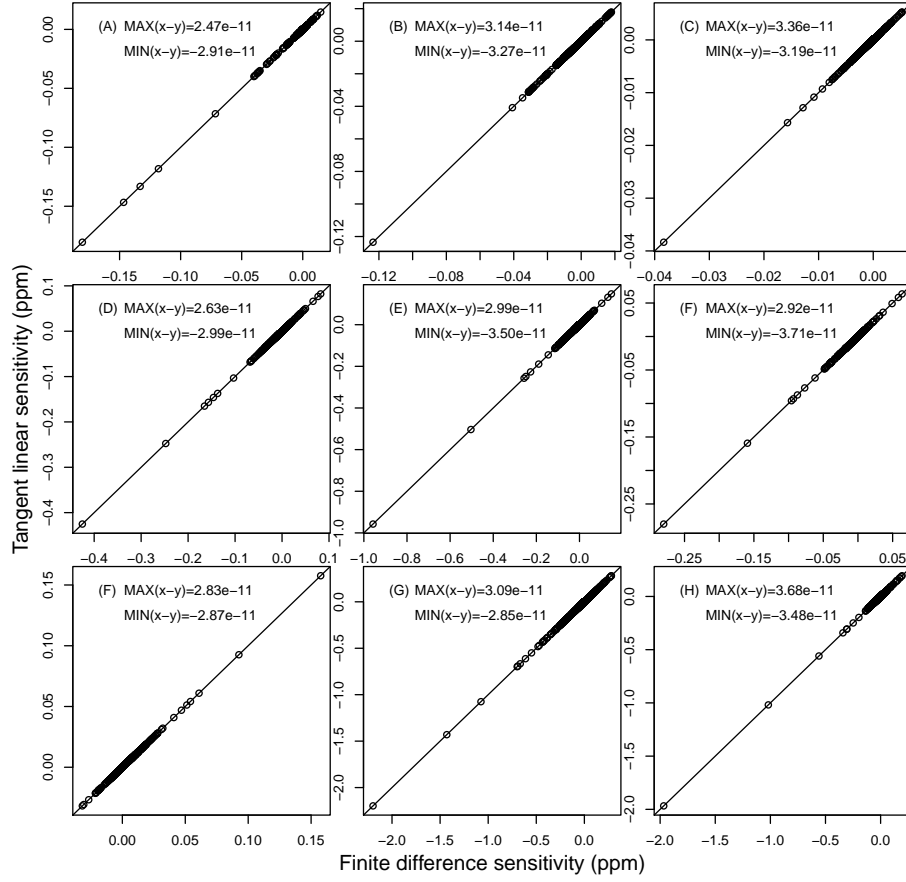 (A) MAX(x−y)=2.47e−11
MIN(x−y)=−2.91e−11
0.00
−0.05
−0.10
−0.15
−0.15 −0.10 −0.05 0.00
(B) MAX(x−y)=3.14e−11
MIN(x−y)=−3.27e−11
0.00
−0.04
−0.08
−0.12
−0.12 −0.08 −0.04 0.00
(C) MAX(x−y)=3.36e−11
MIN(x−y)=−3.19e−11
0.00
−0.01
−0.02
−0.03
−0.04
−0.04 −0.03 −0.02 −0.01 0.00
Tangent linear sensitivity (ppm)
(D) MAX(x−y)=2.63e−11
MIN(x−y)=−2.99e−11
0.1
0.0
−0.1
−0.2
−0.3
−0.4
−0.4 −0.3 −0.2 −0.1 0.0 0.1
(E) MAX(x−y)=2.99e−11
MIN(x−y)=−3.50e−11
0.0
−0.2
−0.4
−0.6
−0.8
−1.0
−1.0 −0.8 −0.6 −0.4 −0.2 0.0
(F) MAX(x−y)=2.92e−11
MIN(x−y)=−3.71e−11
0.05
−0.05
−0.15
−0.25
−0.25 −0.15 −0.05 0.05
(F) MAX(x−y)=2.83e−11
MIN(x−y)=−2.87e−11
0.15
0.10
0.05
0.00
0.00 0.05 0.10 0.15
(G) MAX(x−y)=3.09e−11
MIN(x−y)=−2.85e−11
0.0
−0.5
−1.0
−1.5
−2.0
−2.0 −1.5 −1.0 −0.5 0.0
(H) MAX(x−y)=3.68e−11
MIN(x−y)=−3.48e−11
0.0
−0.5
−1.0
−1.5
−2.0
−2.0 −1.5 −1.0 −0.5 0.0
Finite difference sensitivity (ppm)